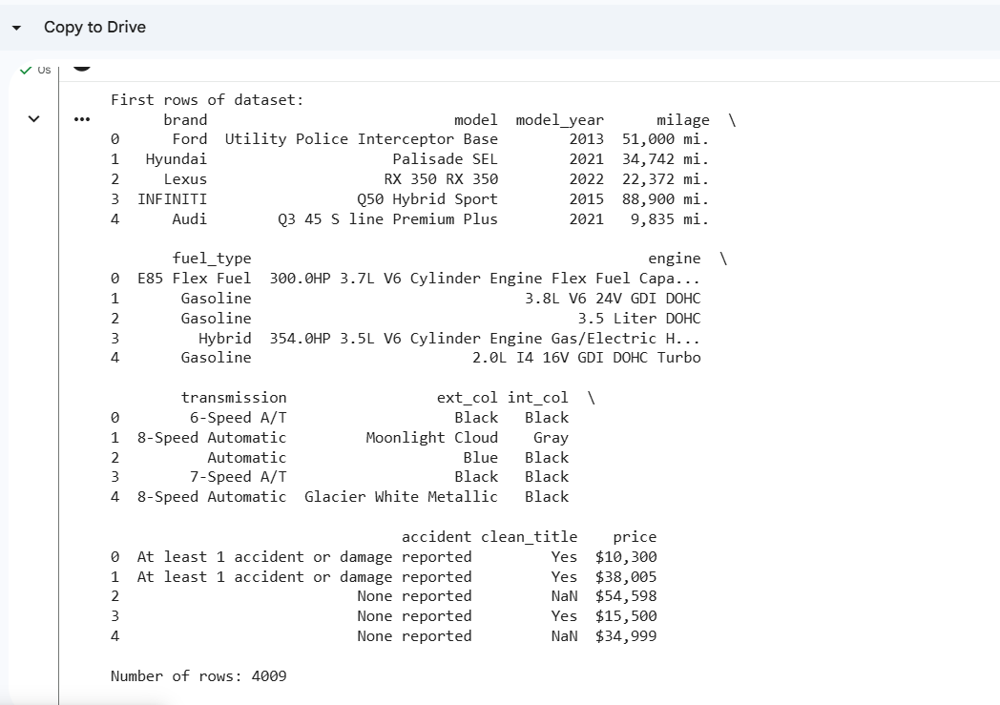 Copy to Drive
0s
First rows of dataset:
brand model model_year milage \
0 Ford Utility Police Interceptor Base 2013 51,000 mi.
1 Hyundai Palisade SEL 2021 34,742 mi.
2 Lexus RX 350 RX 350 2022 22,372 mi.
3 INFINITI Q50 Hybrid Sport 2015 88,900 mi.
4 Audi Q3 45 S line Premium Plus 2021 9,835 mi.
fuel_type engine \
0 E85 Flex Fuel 300.0HP 3.7L V6 Cylinder Engine Flex Fuel Capa...
1 Gasoline 3.8L V6 24V GDI DOHC
2 Gasoline 3.5 Liter DOHC
3 Hybrid 354.0HP 3.5L V6 Cylinder Engine Gas/Electric H...
4 Gasoline 2.0L I4 16V GDI DOHC Turbo
transmission ext_col int_col \
0 6-Speed A/T Black Black
1 8-Speed Automatic Moonlight Cloud Gray
2 Automatic Blue Black
3 7-Speed A/T Black Black
4 8-Speed Automatic Glacier White Metallic Black
accident clean_title price
0 At least 1 accident or damage reported Yes $10,300
1 At least 1 accident or damage reported Yes $38,005
2 None reported NaN $54,598
3 None reported Yes $15,500
4 None reported NaN $34,999
Number of rows: 4009